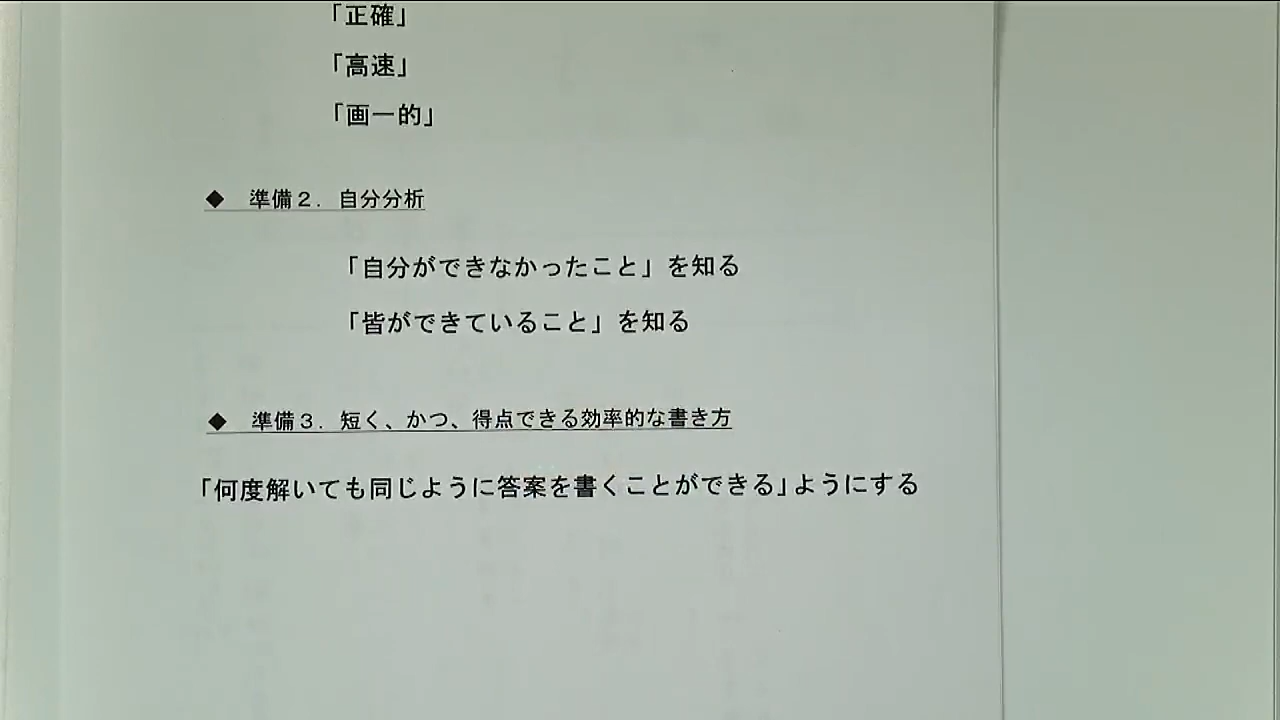 「正確」
「高速」
「画一的」
◆　準備２．自分分析
「自分ができなかったこと」を知る
「皆ができていること」を知る
◆　準備３．短く、かつ、得点できる効率的な書き方
「何度解いても同じように答案を書くことができる」ようにする